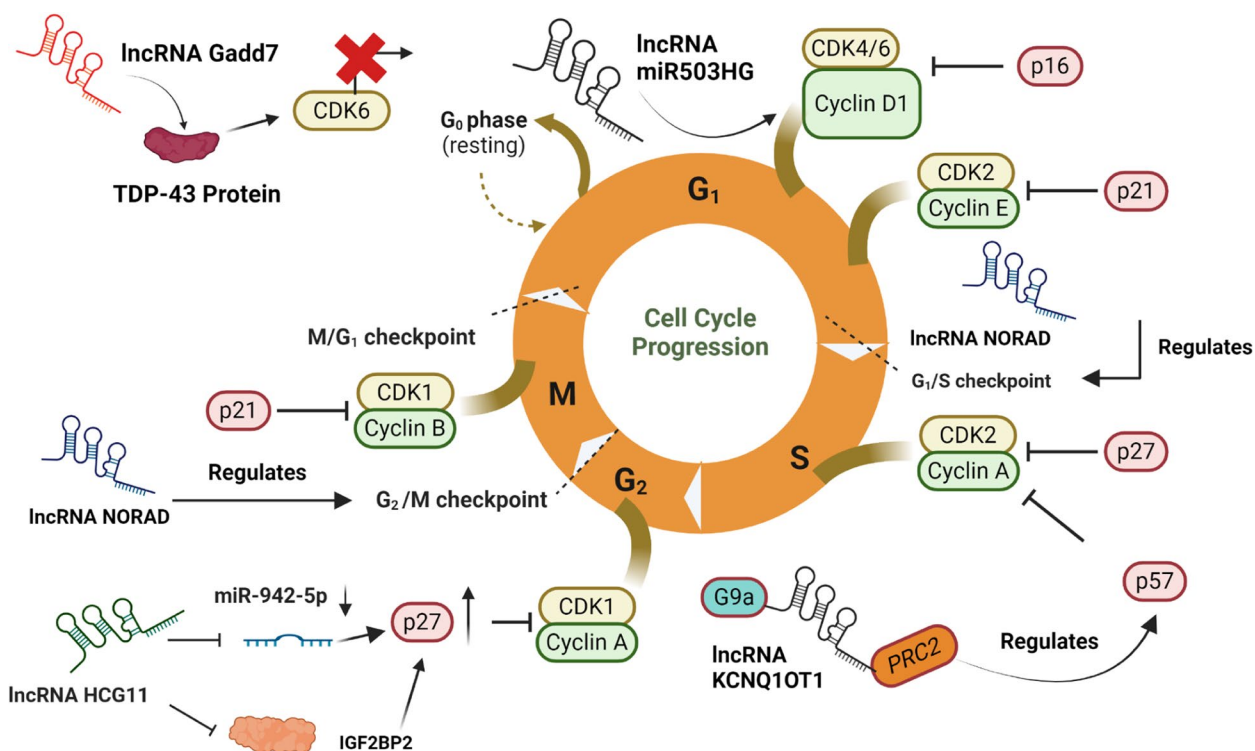 lncRNA Gadd7
TDP-43 Protein
CDK6
lncRNA
miR503HG
CDK4/6
Cyclin D1
p16
G₀ phase
(resting)
G₁
CDK2
Cyclin E
p21
lncRNA NORAD
Regulates
G₁/S checkpoint
Cell Cycle
Progression
M/G₁ checkpoint
M
p21
CDK1
Cyclin B
lncRNA NORAD
Regulates
G₂/M checkpoint
G₂
S
CDK2
Cyclin A
p27
p57
G9a
lncRNA
KCNQ1OT1
PRC2
Regulates
lncRNA HCG11
miR-942-5p
p27
CDK1
Cyclin A
IGF2BP2